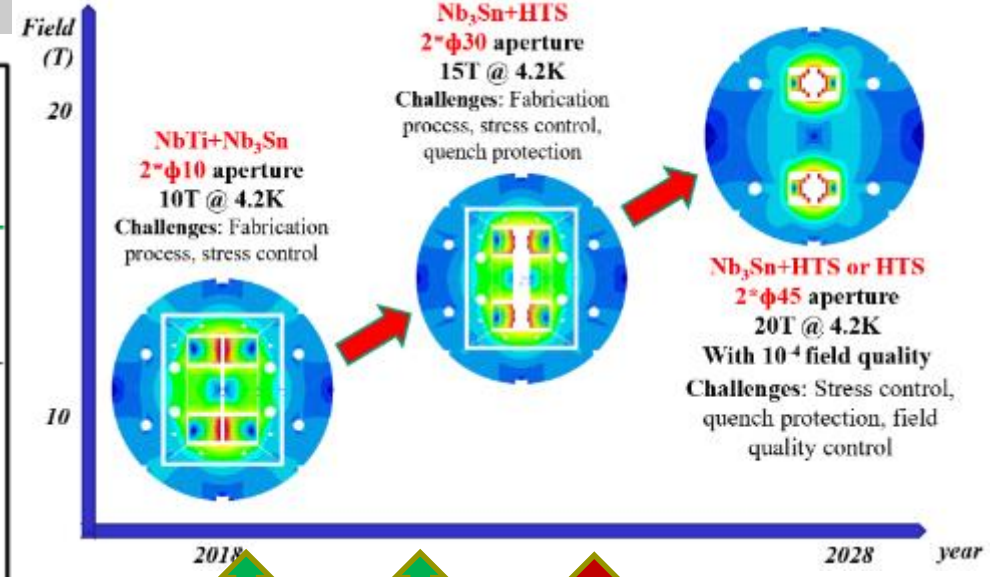 Field
(T)
20
10
NbTi+Nb₃Sn
2*ϕ10 aperture
10T @ 4.2K
Challenges: Fabrication
process, stress control
Nb₃Sn+HTS
2*ϕ30 aperture
15T @ 4.2K
Challenges: Fabrication
process, stress control,
quench protection
Nb₃Sn+HTS or HTS
2*ϕ45 aperture
20T @ 4.2K
With 10⁻⁴ field quality
Challenges: Stress control,
quench protection, field
quality control
2018
2028
year